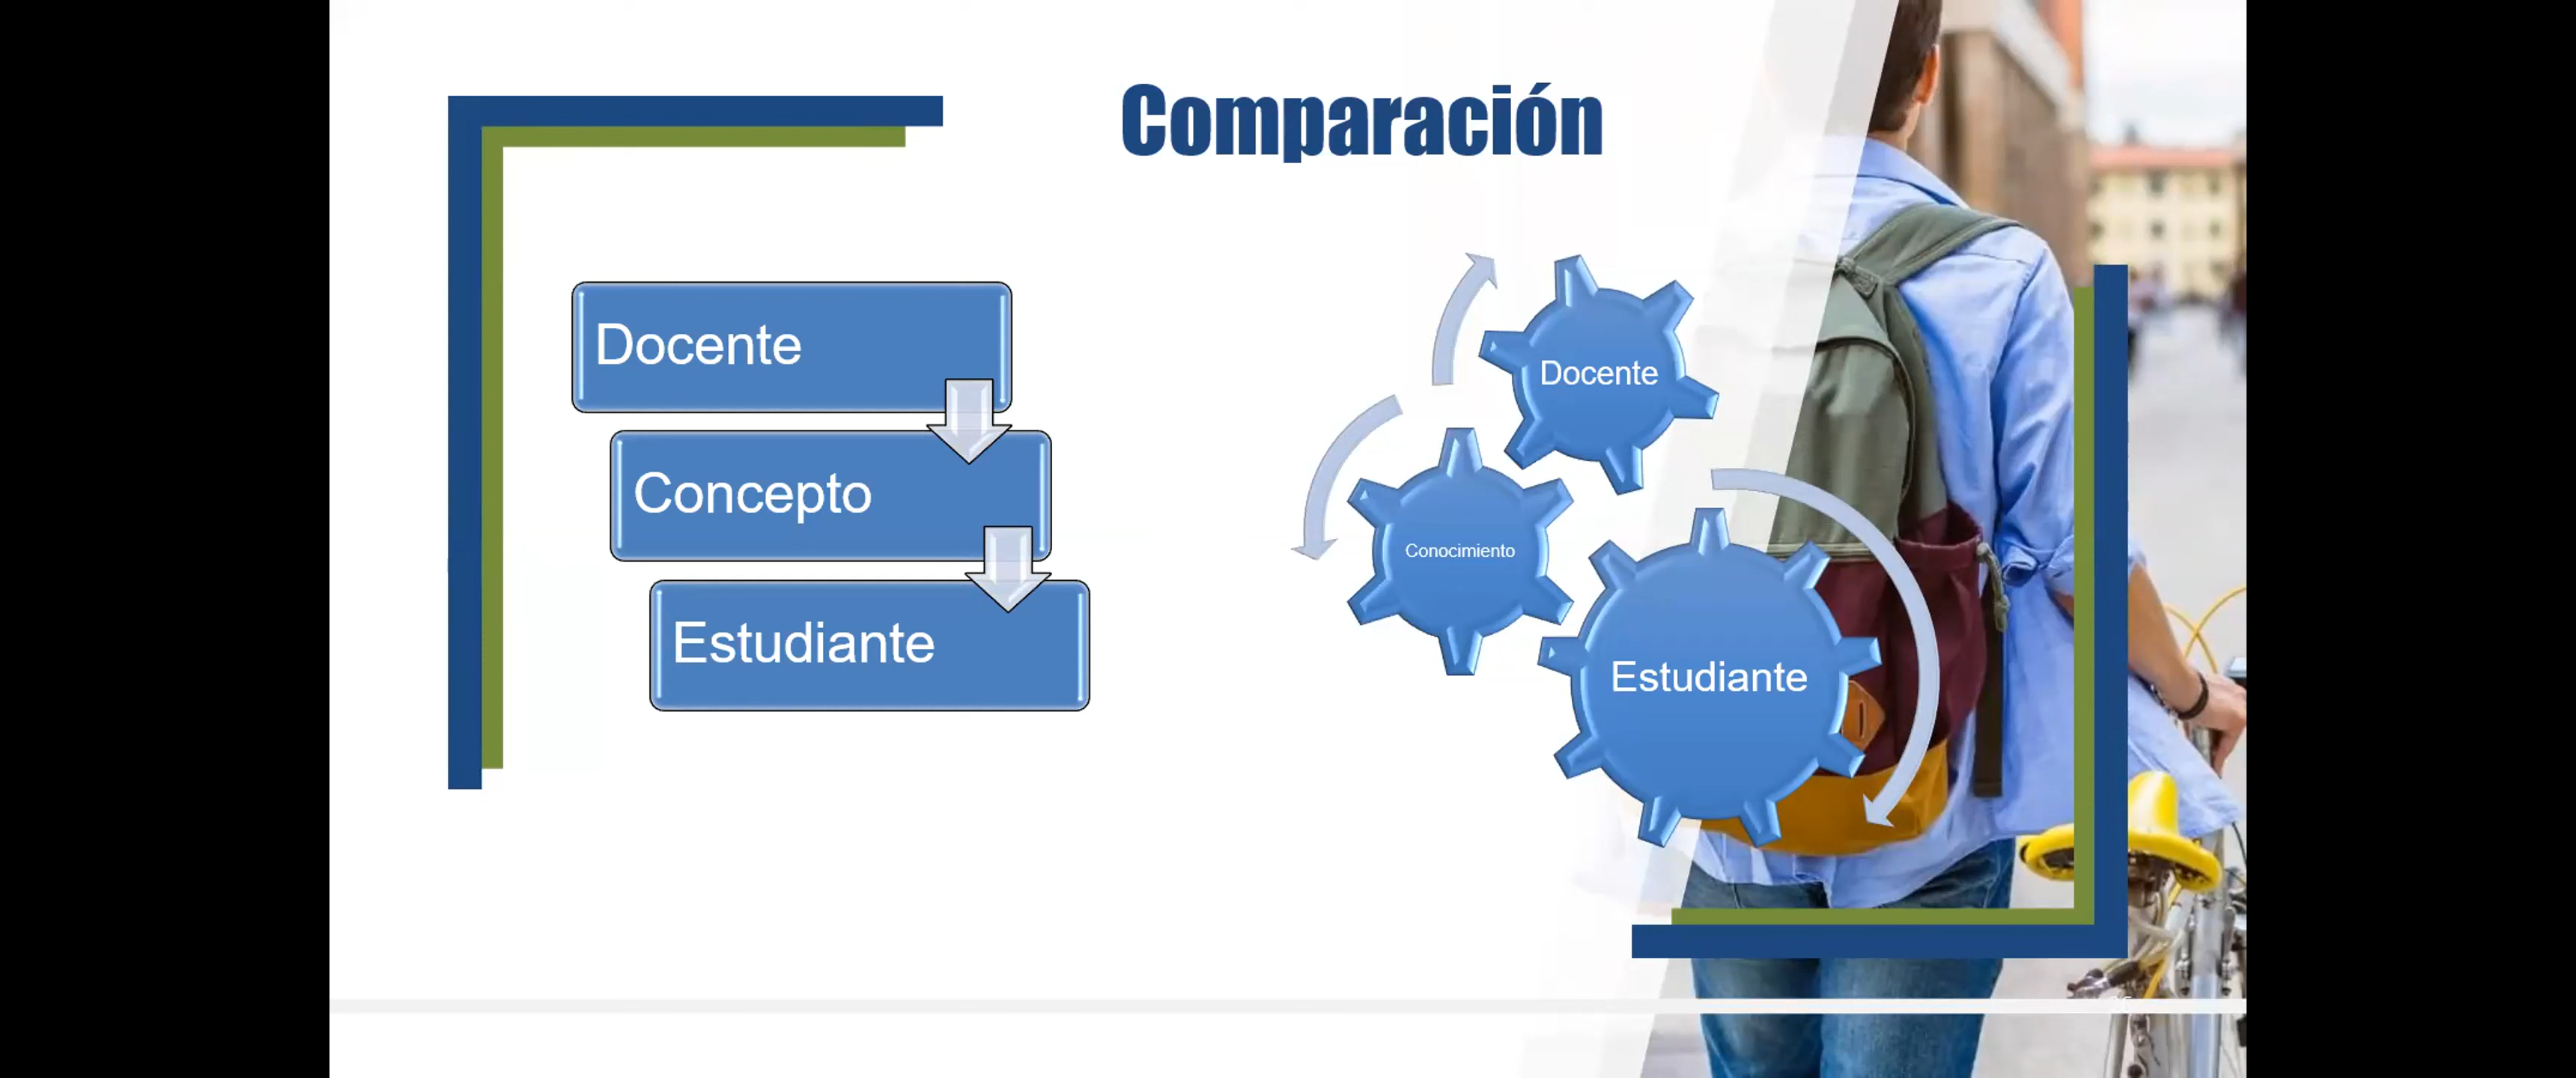 Comparación
Docente
Concepto
Estudiante
Docente
Conocimiento
Estudiante